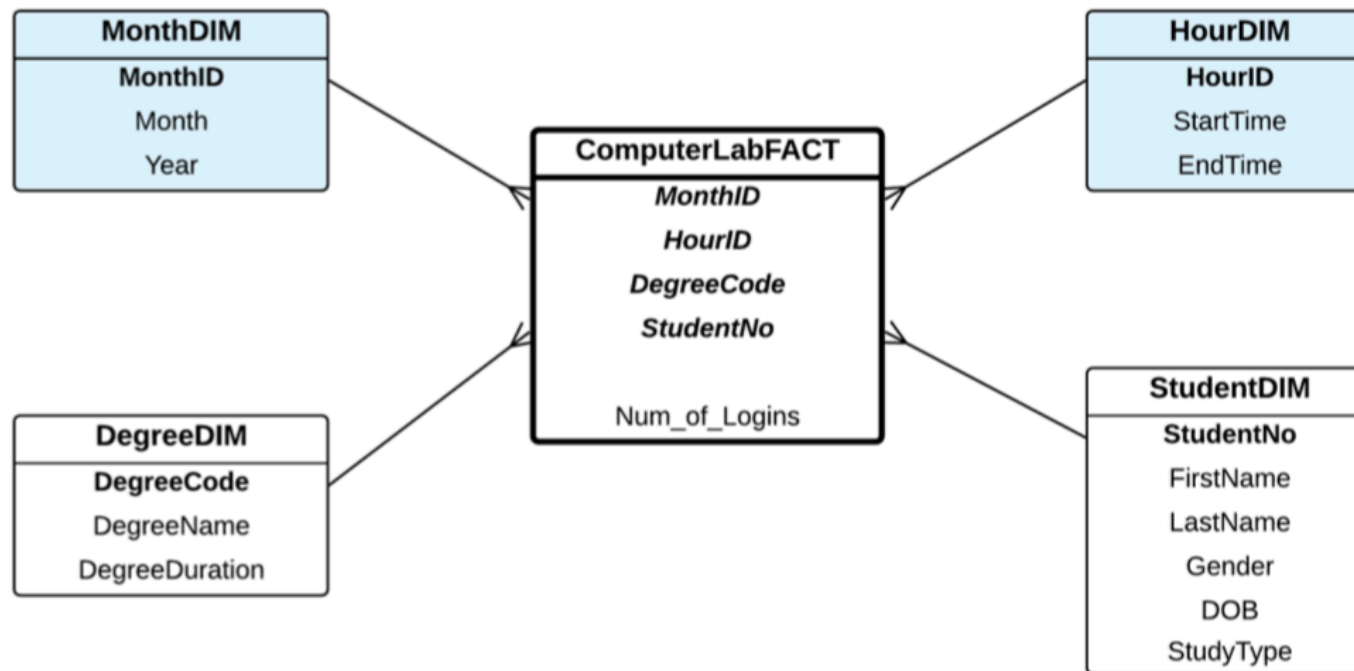 MonthDIM
MonthID
Month
Year
HourDIM
HourID
StartTime
EndTime
ComputerLabFACT
MonthID
HourID
DegreeCode
StudentNo
Num_of_Logins
DegreeDIM
DegreeCode
DegreeName
DegreeDuration
StudentDIM
StudentNo
FirstName
LastName
Gender
DOB
StudyType